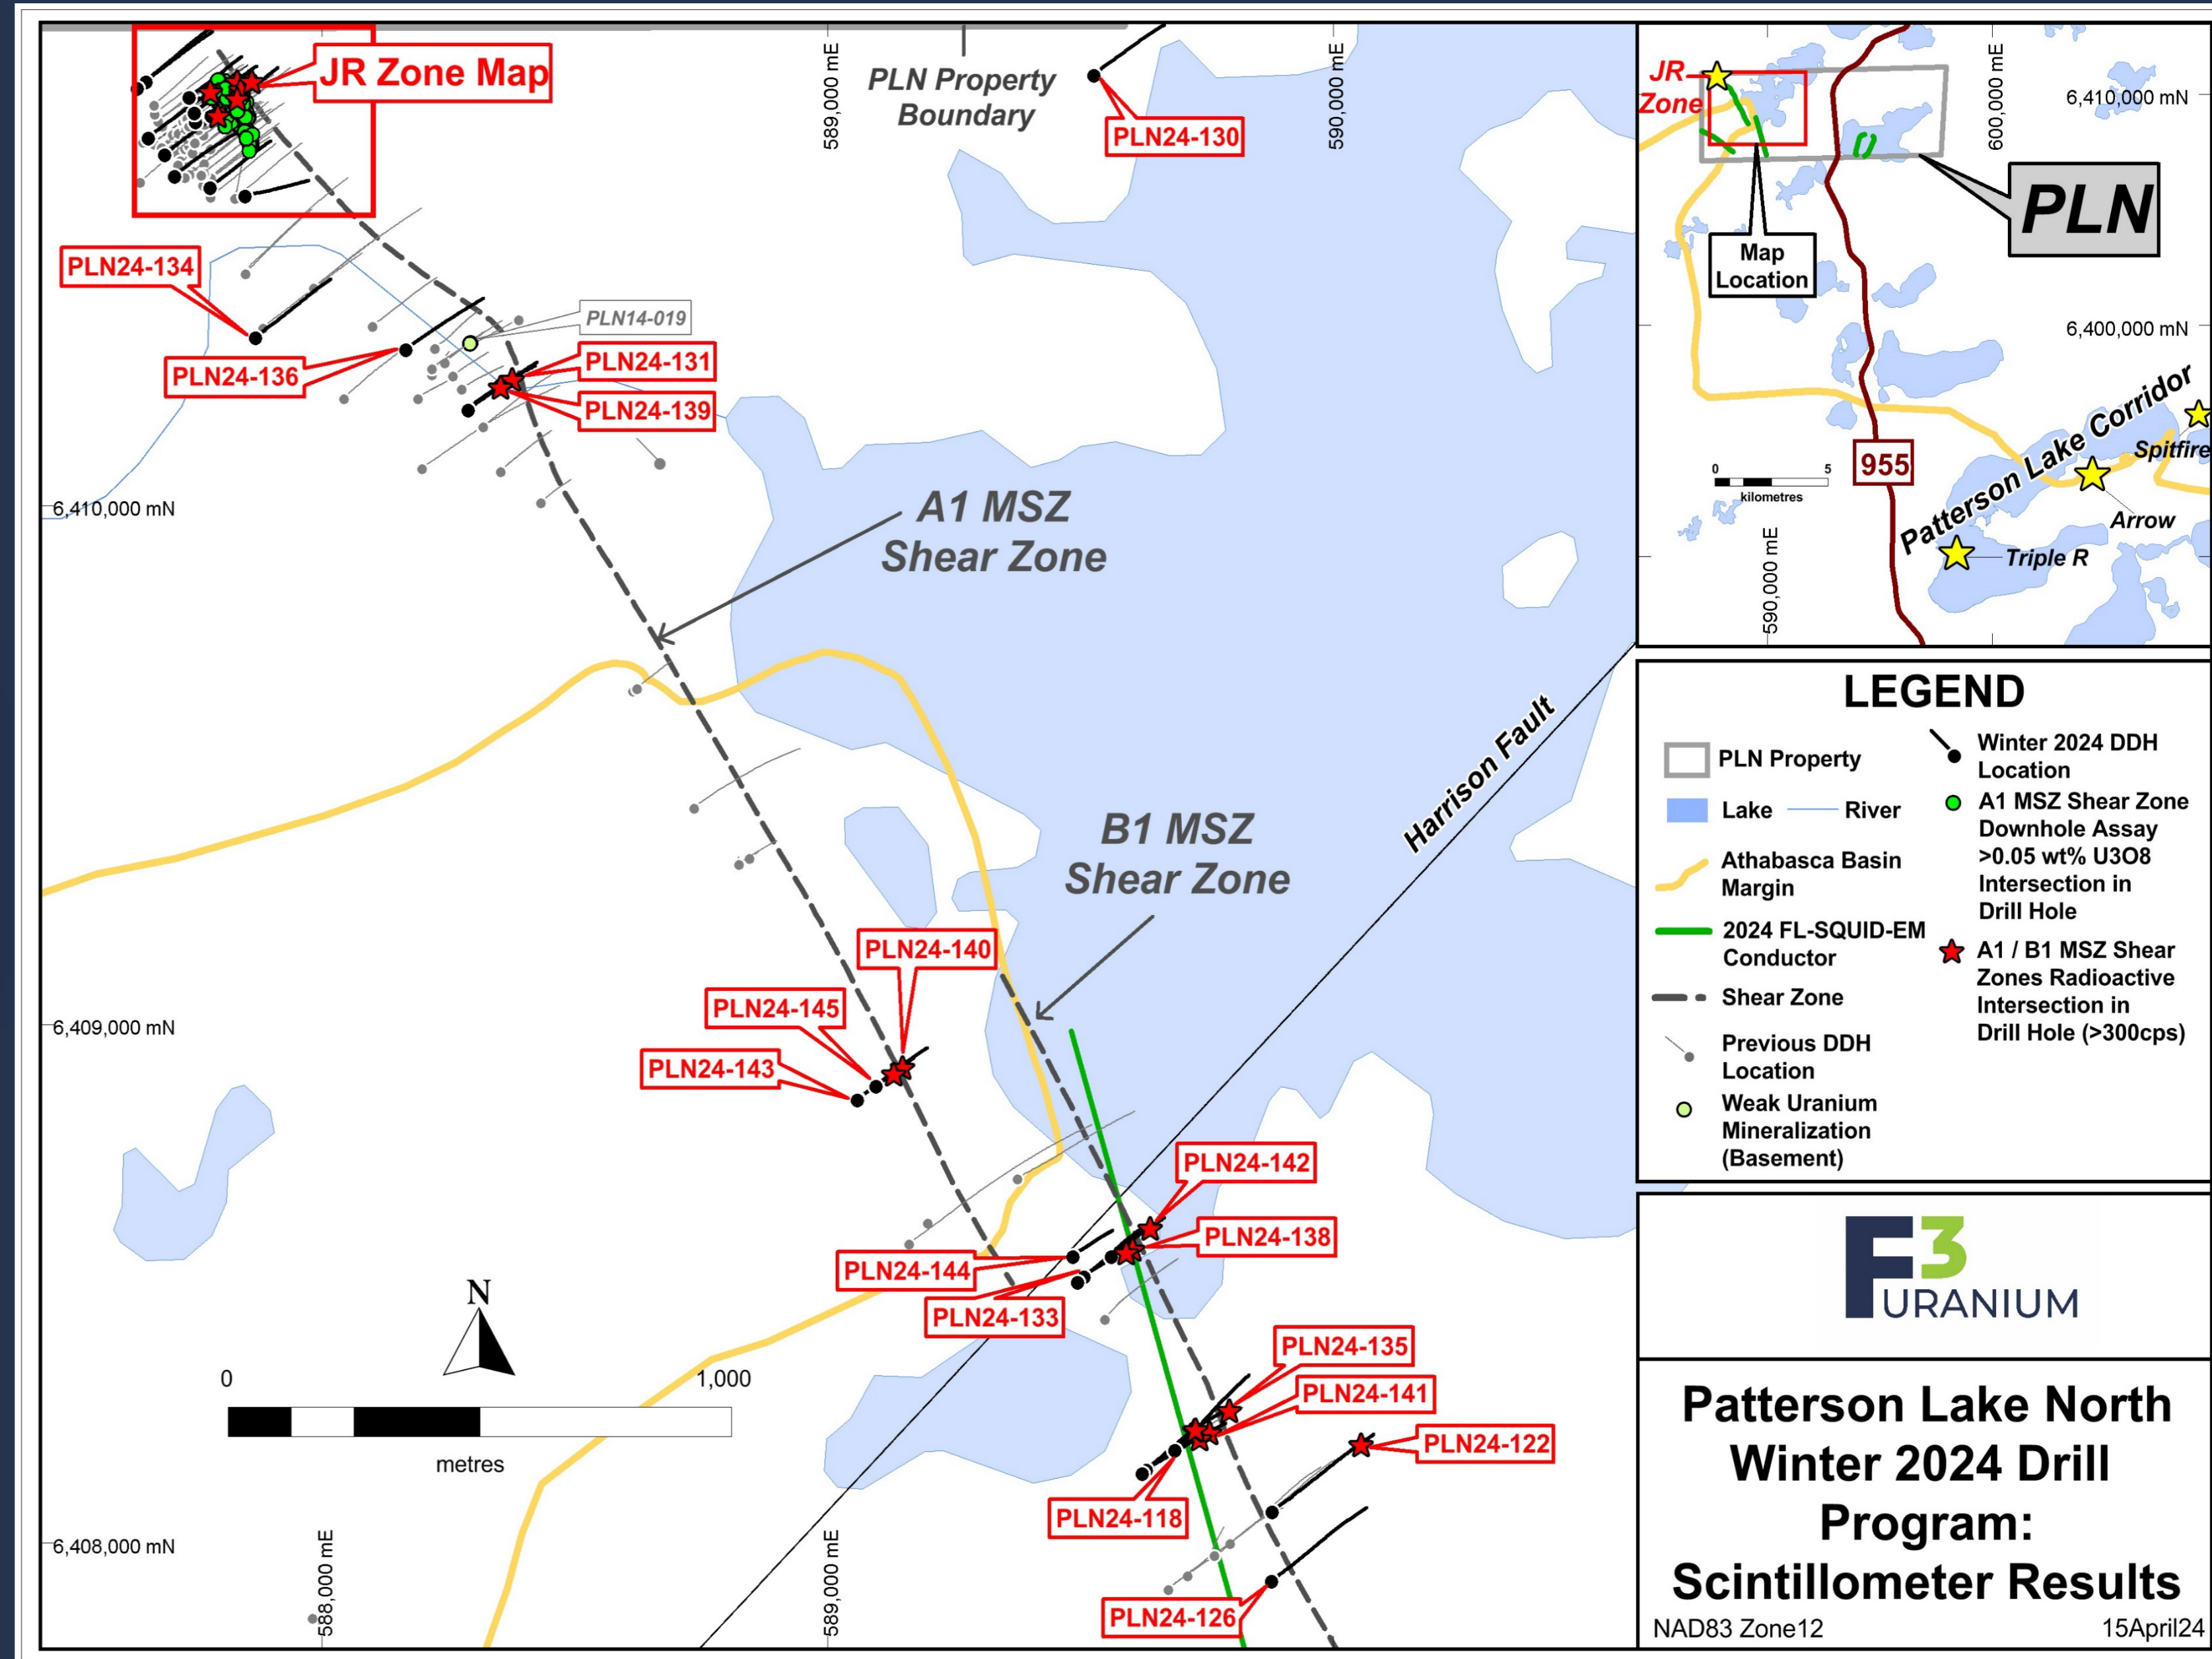 JR Zone Map
PLN Property
Boundary
589,000 mE
590,000 mE
PLN24-130
PLN24-134
PLN24-136
PLN14-019
PLN24-131
PLN24-139
6,410,000 mN
A1 MSZ
Shear Zone
B1 MSZ
Shear Zone
Harrison Fault
PLN24-140
PLN24-145
PLN24-143
6,409,000 mN
PLN24-142
PLN24-138
PLN24-144
PLN24-133
PLN24-135
PLN24-141
PLN24-122
PLN24-118
PLN24-126
N
0 1,000
metres
6,408,000 mN
588,000 mE
589,000 mE
JR
Zone
600,000 mE
6,410,000 mN
PLN
Map
Location
6,400,000 mN
Patterson Lake Corridor
Spitfire
955
0 5
kilometres
Arrow
Triple R
590,000 mE
LEGEND
PLN Property
Lake
River
Athabasca Basin
Margin
2024 FL-SQUID-EM
Conductor
Shear Zone
Previous DDH
Location
Weak Uranium
Mineralization
(Basement)
Winter 2024 DDH
Location
A1 MSZ Shear Zone
Downhole Assay
>0.05 wt% U3O8
Intersection in
Drill Hole
A1 / B1 MSZ Shear
Zones Radioactive
Intersection in
Drill Hole (>300cps)
F3
URANIUM
Patterson Lake North
Winter 2024 Drill
Program:
Scintillometer Results
NAD83 Zone12
15April24